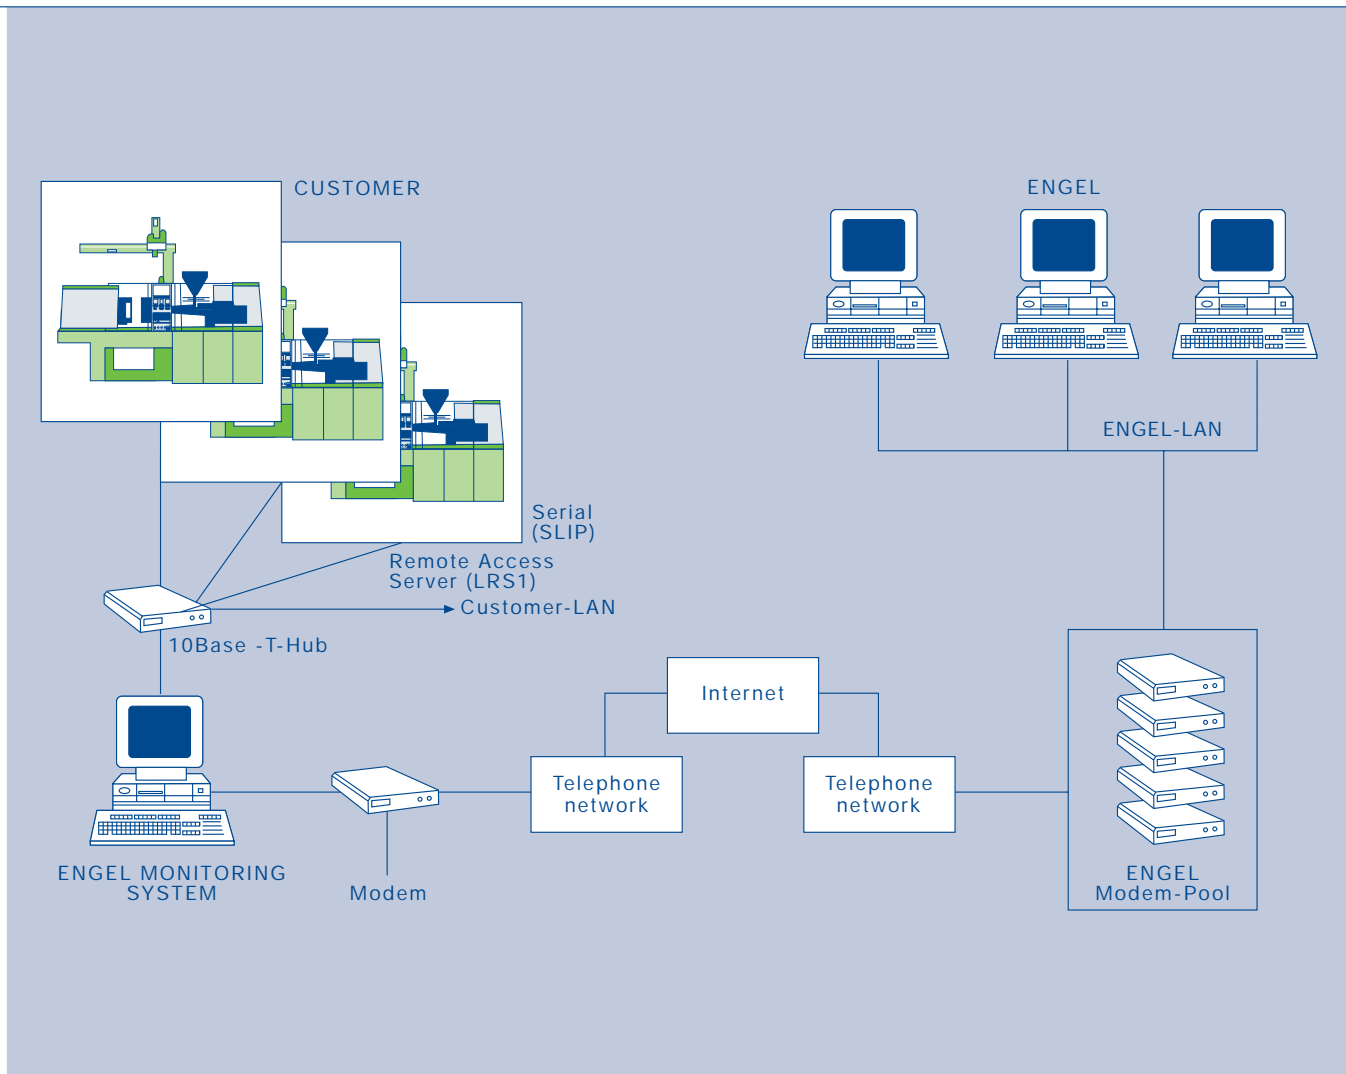 CUSTOMER
ENGEL
ENGEL-LAN
Serial
(SLIP)
Remote Access
Server (LRS1)
Customer-LAN
10Base -T-Hub
Internet
Telephone
network
Telephone
network
ENGEL MONITORING
SYSTEM
Modem
ENGEL
Modem-Pool